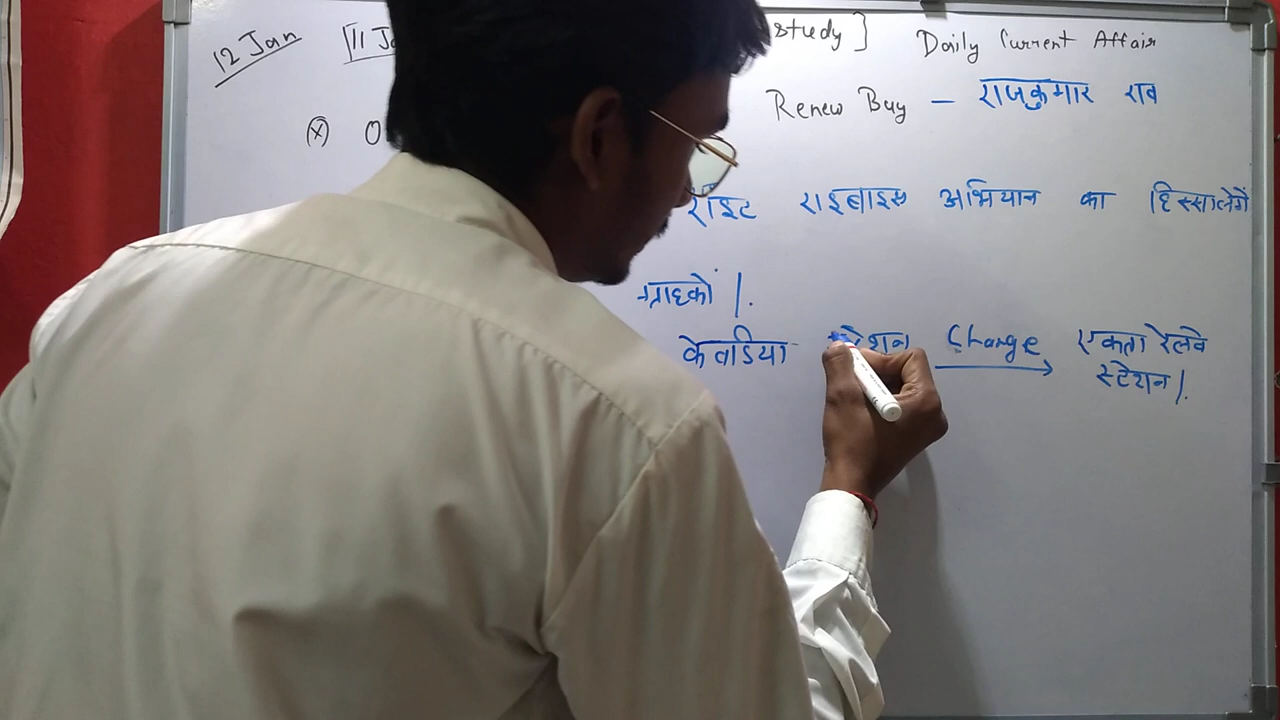 12 Jan [11 Ja study] Daily Current Affair
(x) O Renew Buy — राजकुमार राव
राइट राइबाइस अभियान का हिस्सालेगें
ग्राहकों |.
केवडिया स्टेशन Change एकता रेलवे
स्टेशन |.